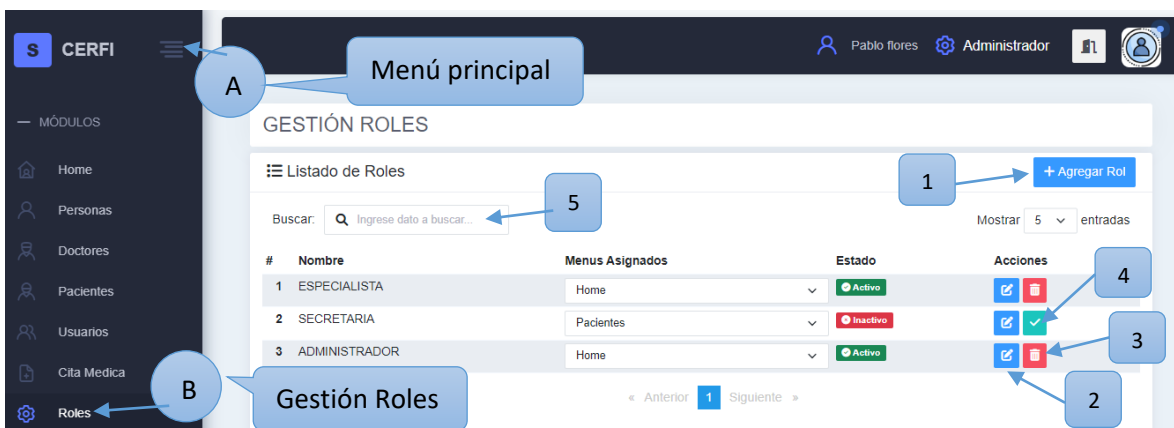 S CERFI
Pablo flores Administrador
A
Menú principal
— MÓDULOS
Home
Personas
Doctores
Pacientes
Usuarios
Cita Medica
Roles
B
Gestión Roles
GESTIÓN ROLES
Listado de Roles
1
+ Agregar Rol
Buscar: Ingrese dato a buscar...
5
Mostrar 5 entradas
# Nombre Menus Asignados Estado Acciones
1 ESPECIALISTA Home Activo
2 SECRETARIA Pacientes Inactivo
3 ADMINISTRADOR Home Activo
4
3
2
« Anterior 1 Siguiente »